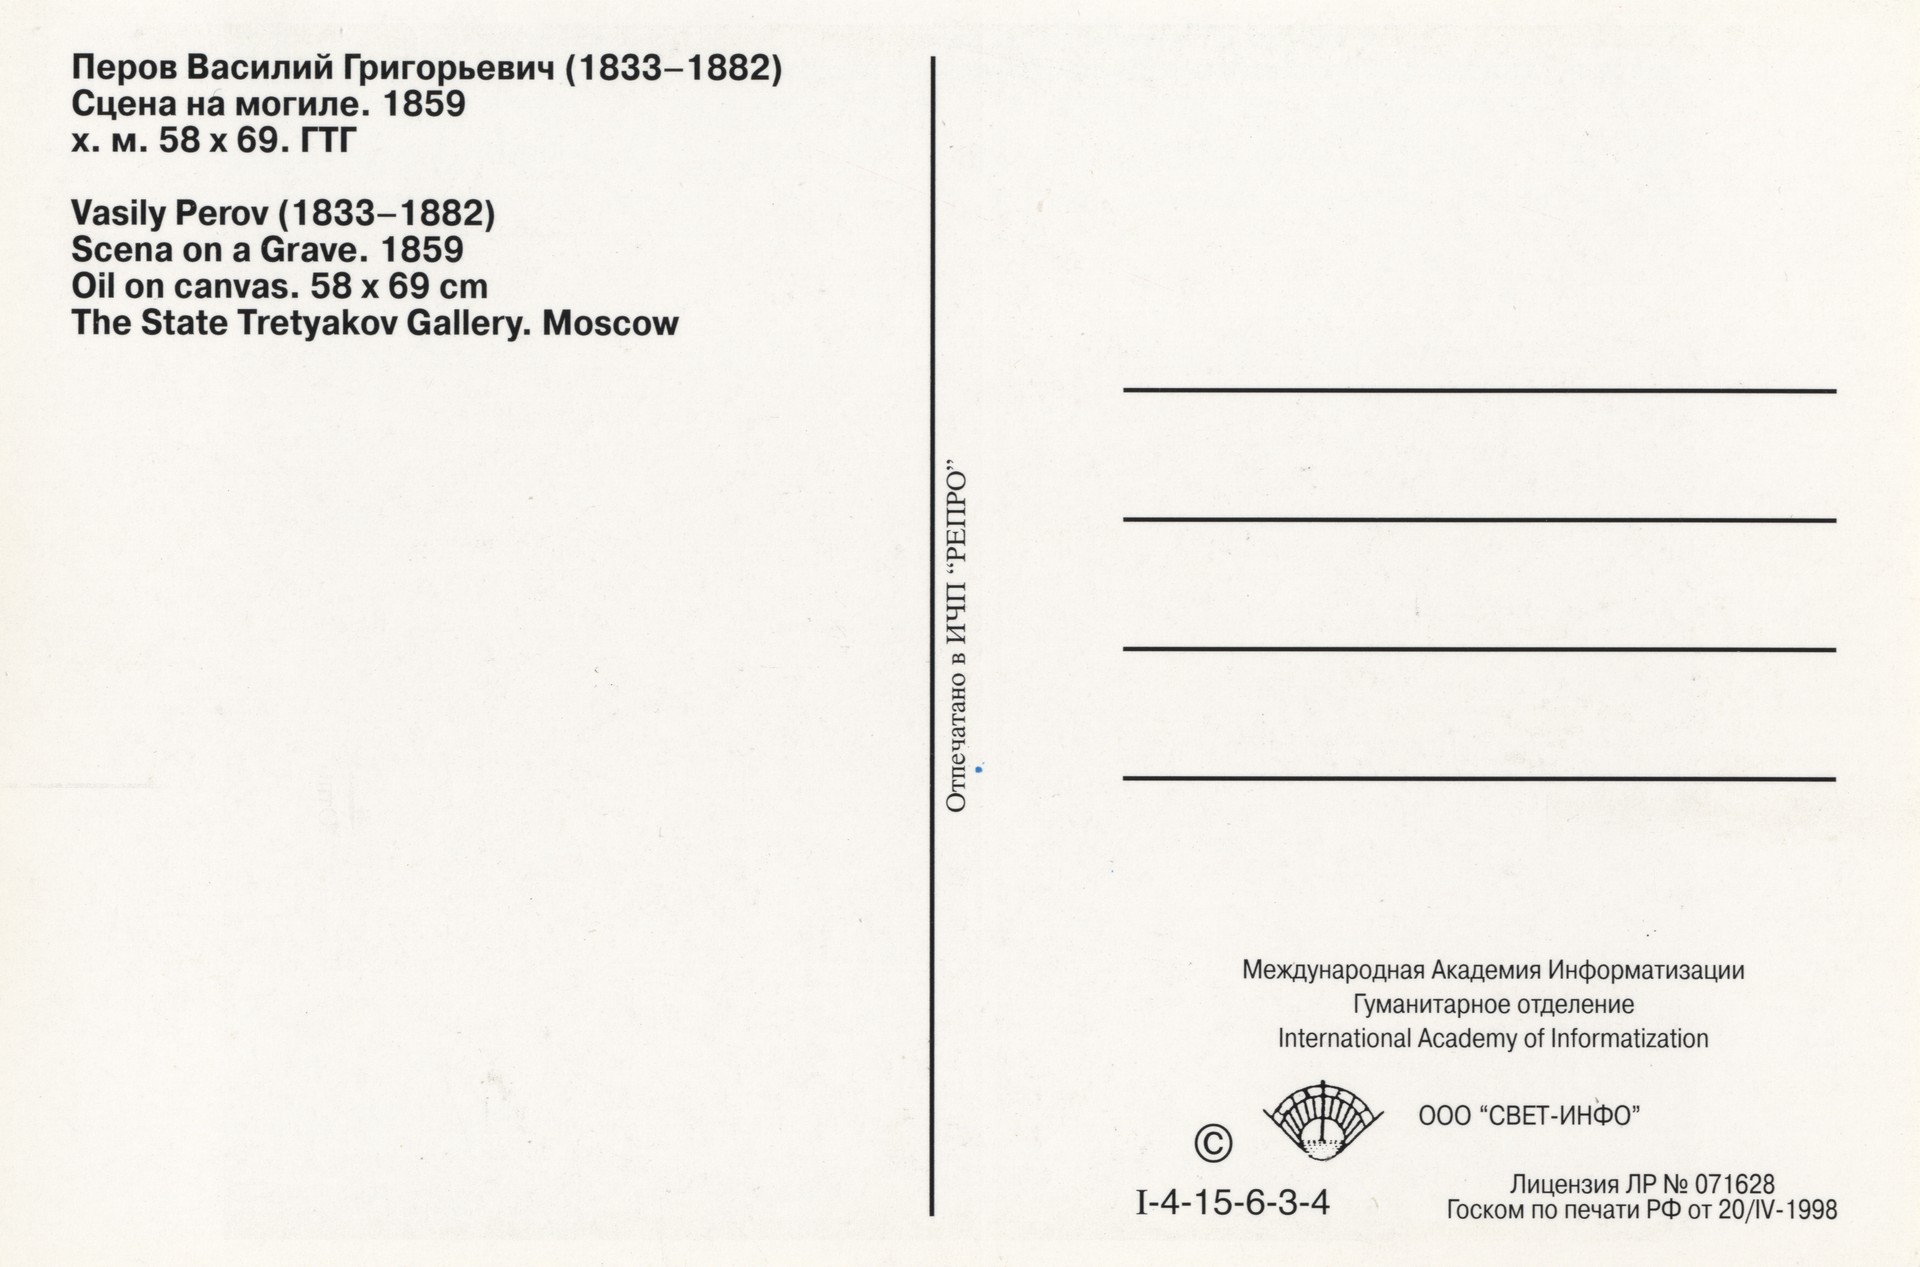 Перов Василий Григорьевич (1833–1882)
Сцена на могиле. 1859
х. м. 58 х 69. ГТГ
Vasily Perov (1833–1882)
Scena on a Grave. 1859
Oil on canvas. 58 x 69 cm
The State Tretyakov Gallery. Moscow
Отпечатано в ИЧП “РЕПРО”
Международная Академия Информатизации
Гуманитарное отделение
International Academy of Informatization
© ООО “СВЕТ-ИНФО”
I-4-15-6-3-4
Лицензия ЛР № 071628
Госком по печати РФ от 20/IV-1998